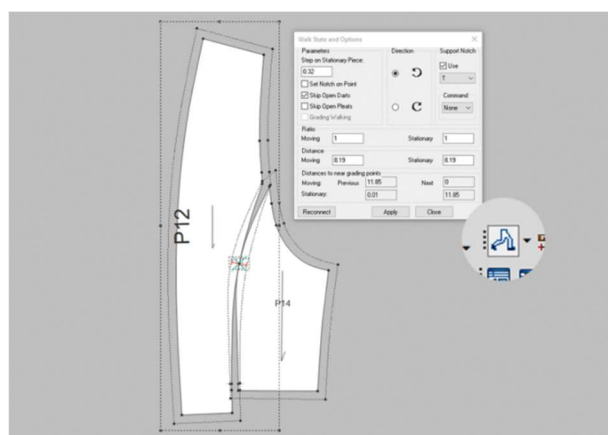 Walk State and Options
Parameters
Direction
Support Notch
Step on Stationary Piece:
0.32
Use
Set Notch on Point
T
Skip Open Darts
Command
Skip Open Pleats
None
Grading Walking
Ratio
Moving 1 Stationary 1
Distance
Moving 8.19 Stationary 8.19
Distances to near grading points
Moving: Previous 11.85 Next 0
Stationary: 0.01 11.85
Reconnect Apply Close
P12
P14